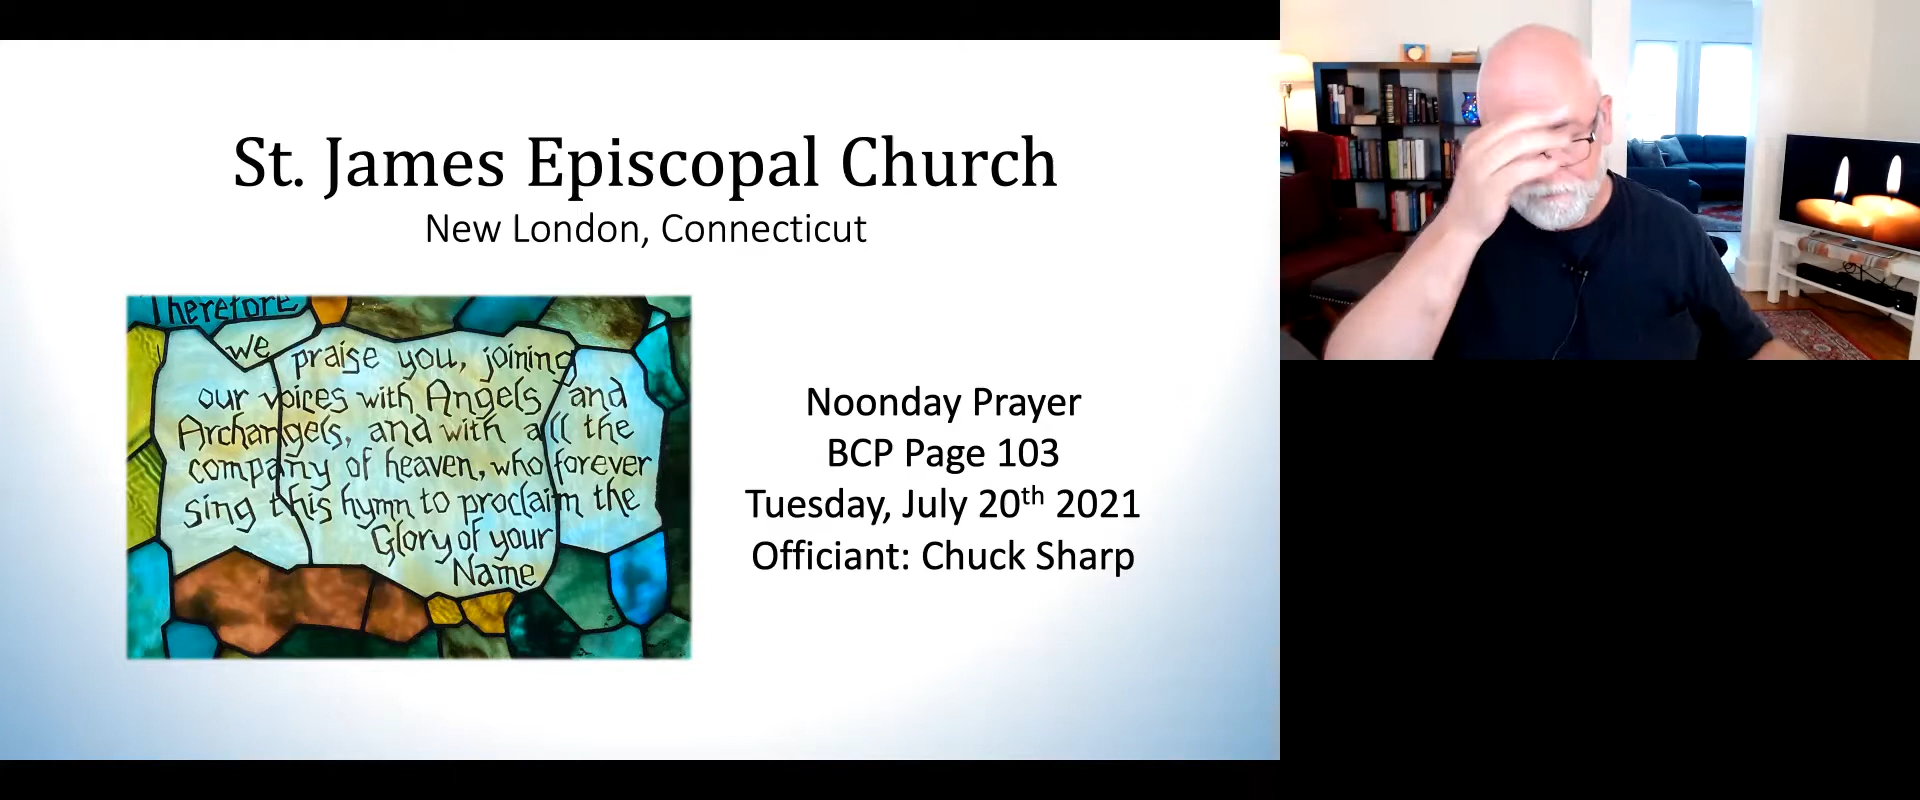 St. James Episcopal Church
New London, Connecticut
Therefore
we praise you, joining
our voices with Angels and
Archangels, and with all the
company of heaven, who forever
sing this hymn to proclaim the
Glory of your
Name
Noonday Prayer
BCP Page 103
Tuesday, July 20th 2021
Officiant: Chuck Sharp